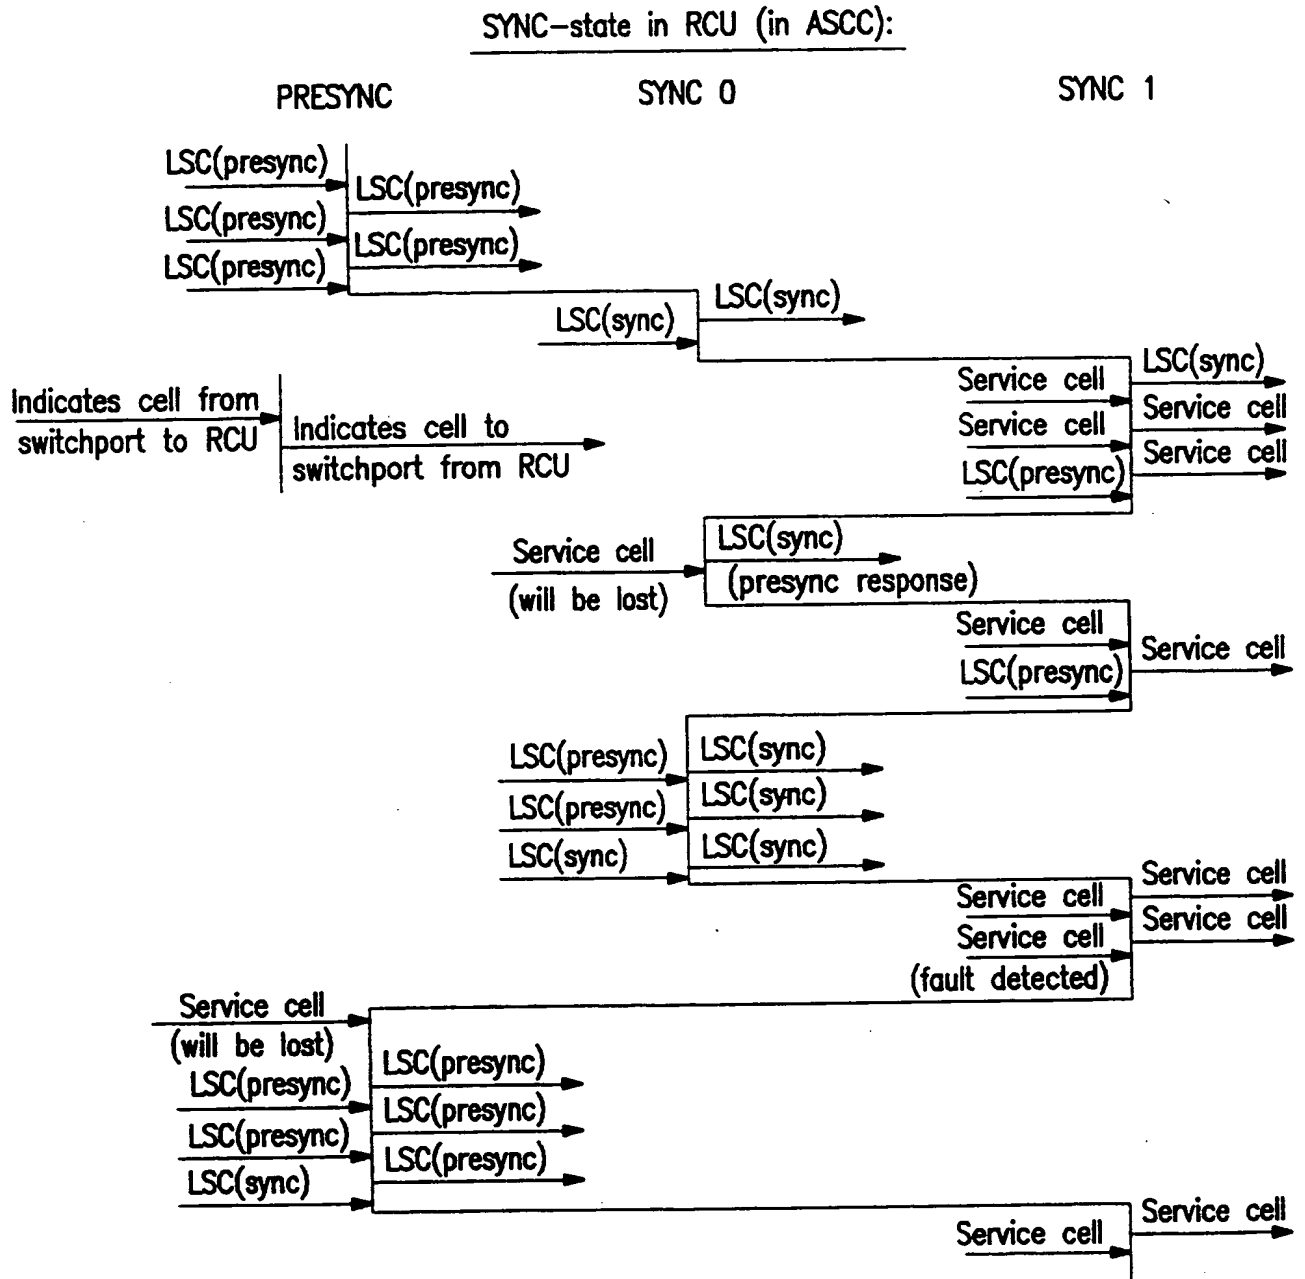 SYNC-state in RCU (in ASCC):
PRESYNC
SYNC 0
SYNC 1
LSC(presync)
LSC(presync)
LSC(presync)
LSC(presync)
LSC(presync)
LSC(sync)
LSC(sync)
LSC(sync)
Service cell
Service cell
Service cell
Service cell
LSC(presync)
Indicates cell from
switchport to RCU
Indicates cell to
switchport from RCU
LSC(sync)
(presync response)
Service cell
(will be lost)
Service cell
Service cell
LSC(presync)
LSC(presync)
LSC(sync)
LSC(presync)
LSC(sync)
LSC(sync)
LSC(sync)
Service cell
Service cell
Service cell
Service cell
(fault detected)
Service cell
(will be lost)
LSC(presync)
LSC(presync)
LSC(presync)
LSC(presync)
LSC(presync)
LSC(sync)
Service cell
Service cell